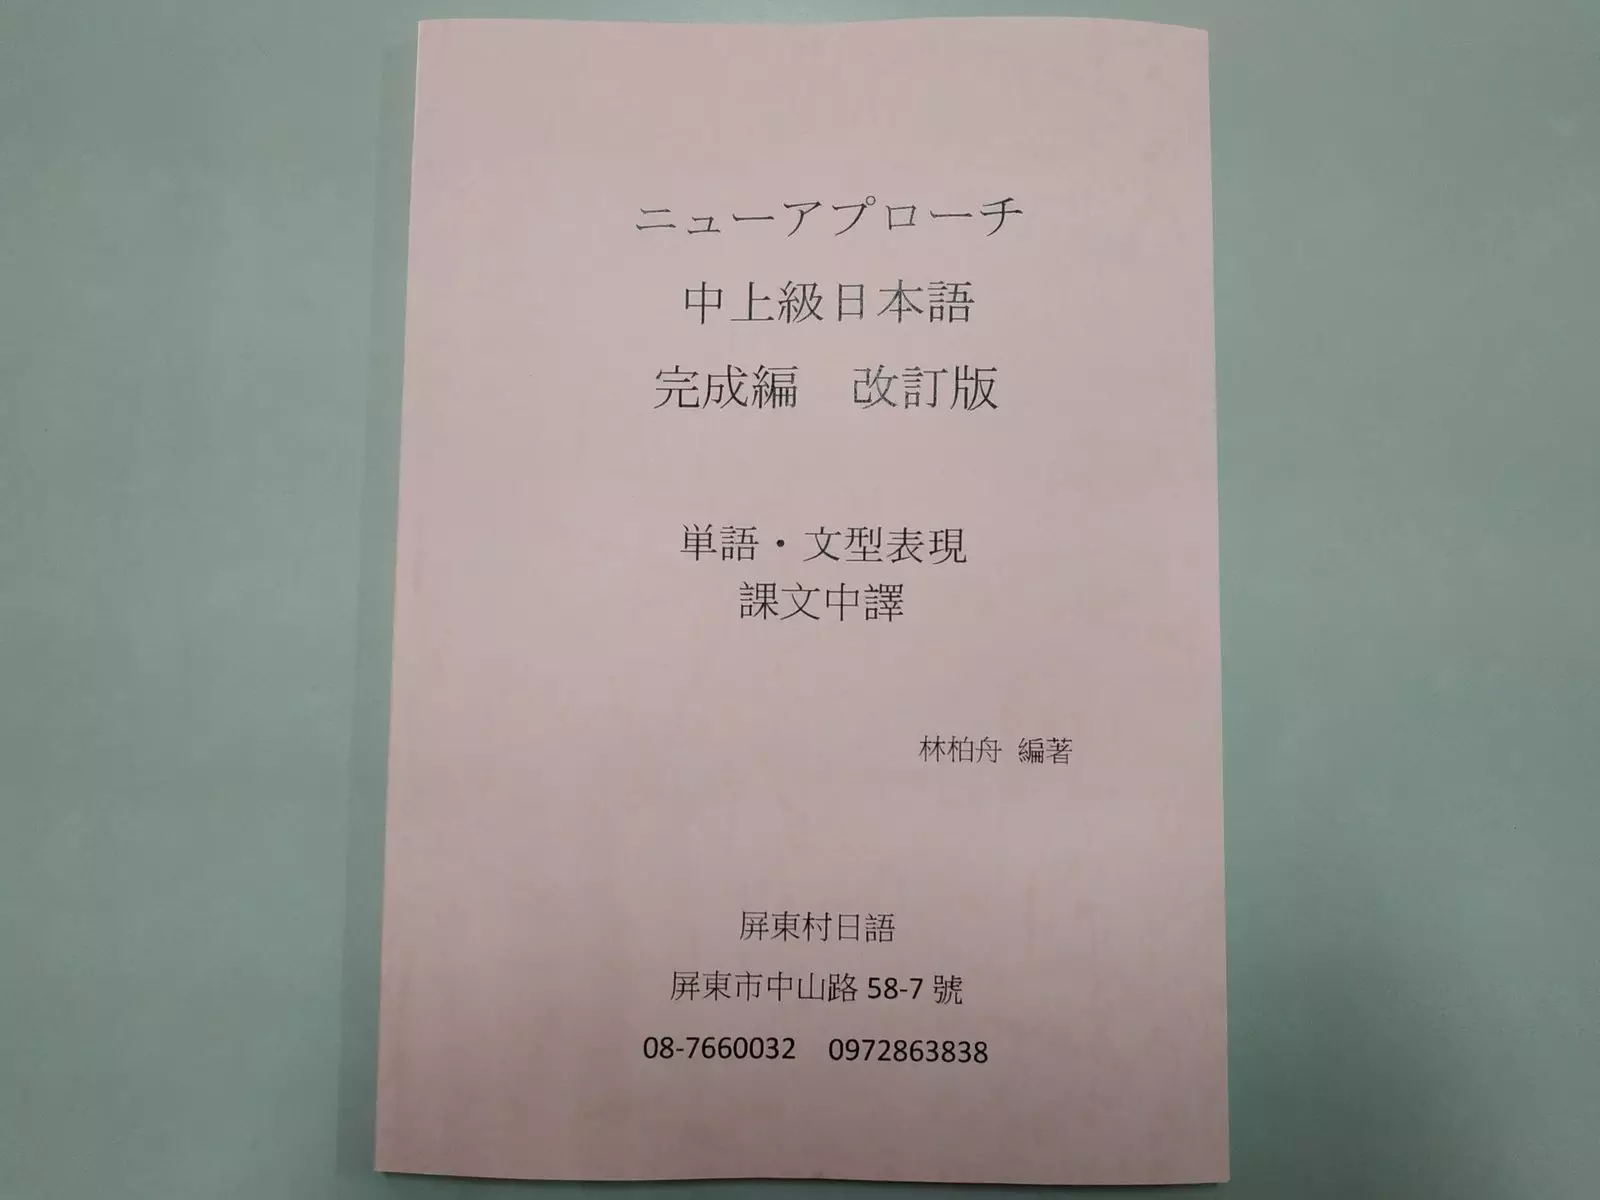 ニューアプローチ
中上級日本語
完成編　改訂版
単語・文型表現
課文中譯
林柏舟 編著
屏東村日語
屏東市中山路 58-7 號
08-7660032　0972863838